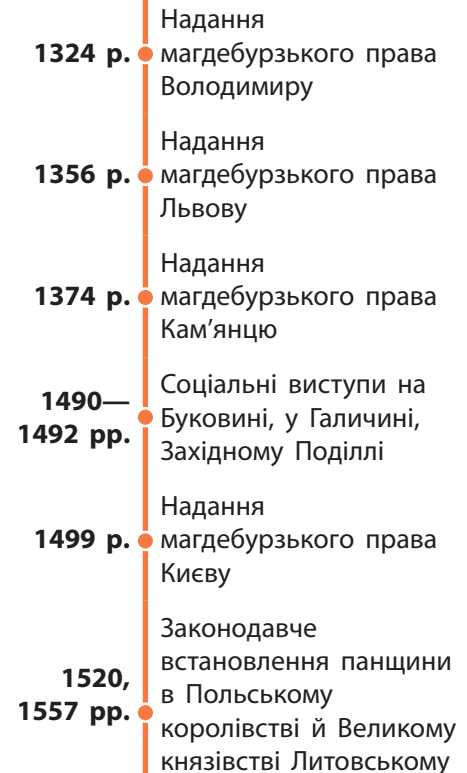 Надання
1324 р. магдебурзького права
Володимиру
Надання
1356 р. магдебурзького права
Львову
Надання
1374 р. магдебурзького права
Кам’янцю
1490—
1492 рр.
Соціальні виступи на
Буковині, у Галичині,
Західному Поділлі
Надання
1499 р. магдебурзького права
Києву
1520,
1557 рр.
Законодавче
встановлення панщини
в Польському
королівстві й Великому
князівстві Литовському